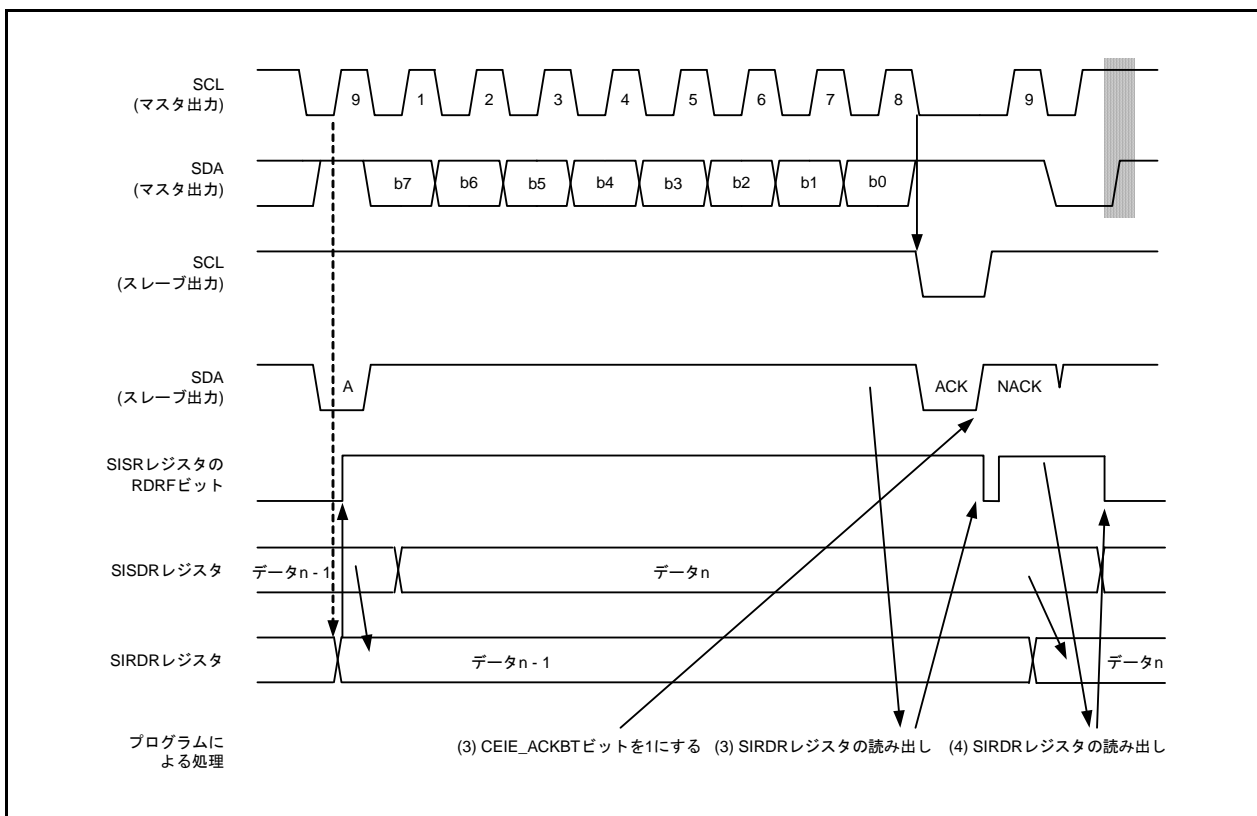 SCL
(マスタ出力)
9 1 2 3 4 5 6 7 8 9
SDA
(マスタ出力)
b7 b6 b5 b4 b3 b2 b1 b0
SCL
(スレーブ出力)
SDA
(スレーブ出力)
A ACK NACK
SISRレジスタの
RDRFビット
SISDRレジスタ
データn - 1 データn
SIRDRレジスタ
データn - 1 データn
プログラムに
よる処理
(3) CEIE_ACKBTビットを1にする (3) SIRDRレジスタの読み出し (4) SIRDRレジスタの読み出し